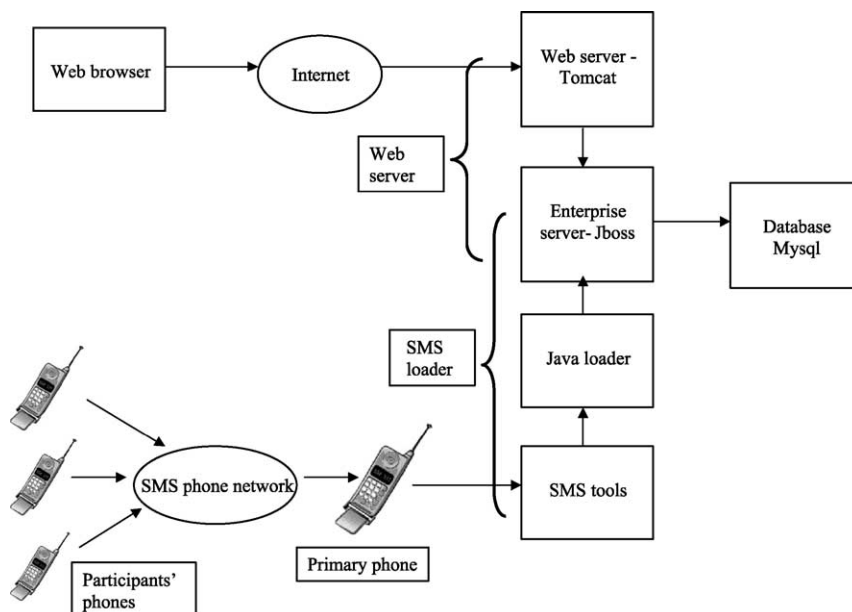 Web browser
Internet
Web server -
Tomcat
Web
server
Enterprise
server- Jboss
Database
Mysql
SMS
loader
Java loader
SMS phone network
SMS tools
Participants'
phones
Primary phone